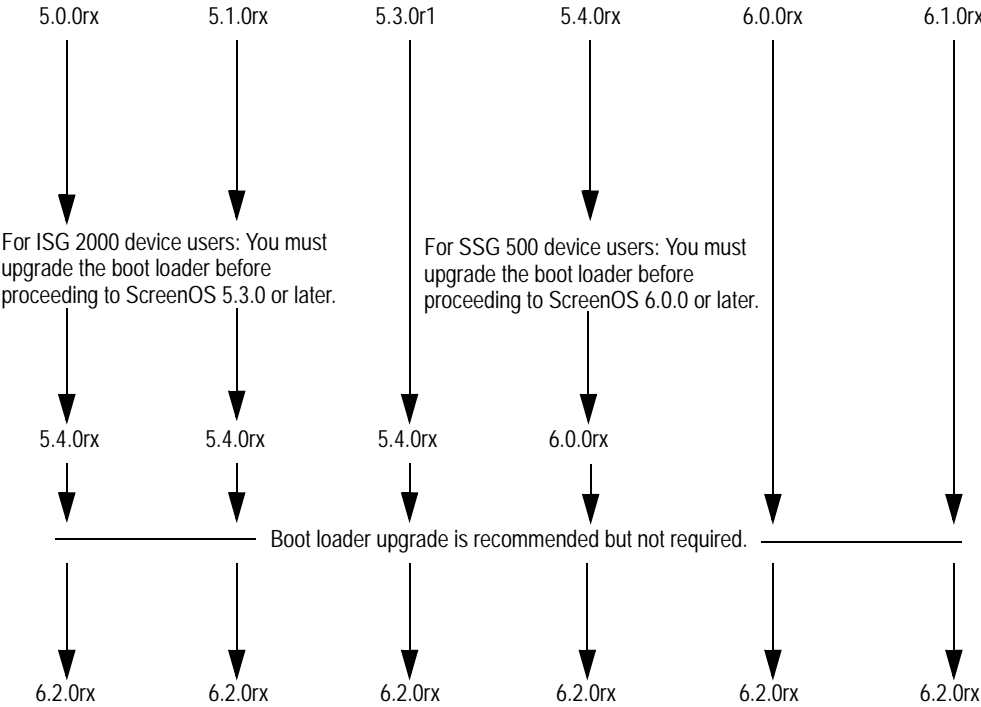 5.0.0rx 5.1.0rx 5.3.0r1 5.4.0rx 6.0.0rx 6.1.0rx
For ISG 2000 device users: You must
upgrade the boot loader before
proceeding to ScreenOS 5.3.0 or later.
For SSG 500 device users: You must
upgrade the boot loader before
proceeding to ScreenOS 6.0.0 or later.
5.4.0rx 5.4.0rx 5.4.0rx 6.0.0rx
Boot loader upgrade is recommended but not required.
6.2.0rx 6.2.0rx 6.2.0rx 6.2.0rx 6.2.0rx 6.2.0rx